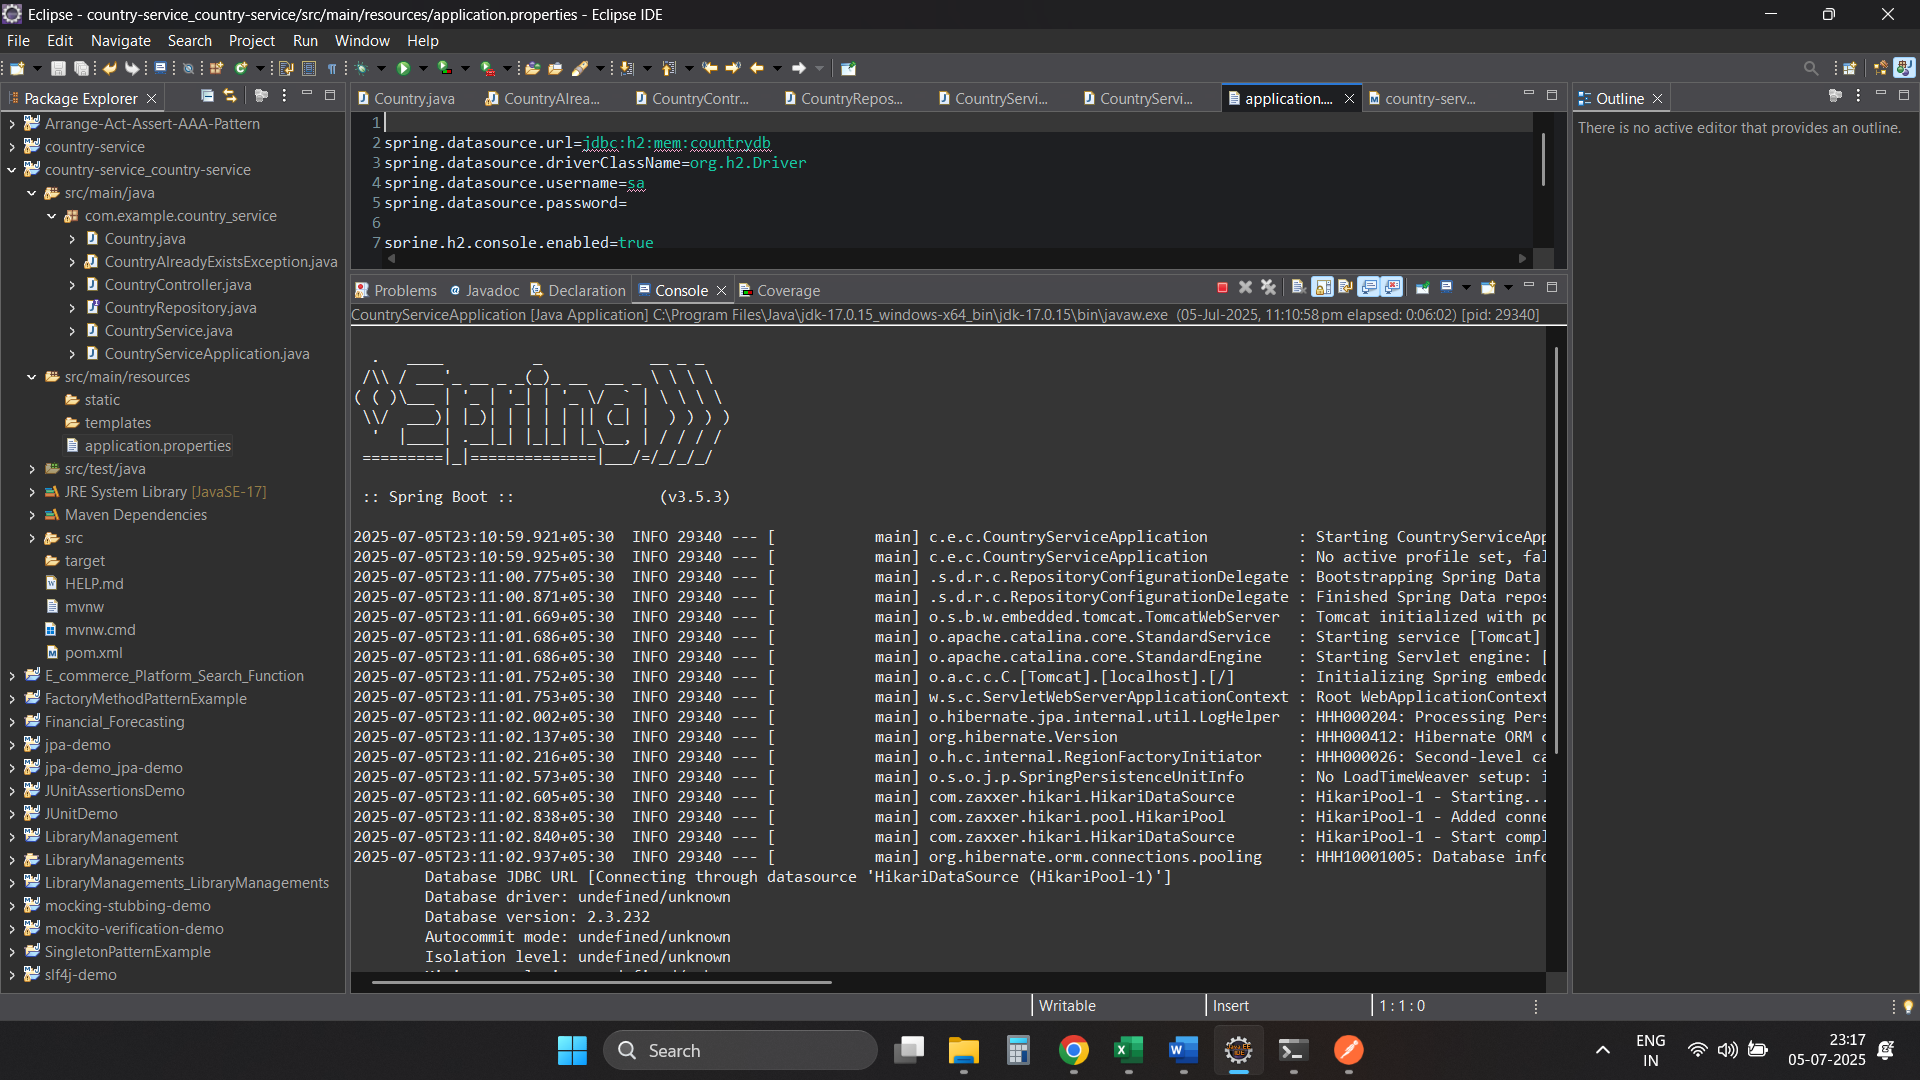 Eclipse - country-service_country-service/src/main/resources/application.properties - Eclipse IDE
File Edit Navigate Search Project Run Window Help
Package Explorer
Arrange-Act-Assert-AAA-Pattern
country-service
country-service_country-service
src/main/java
com.example.country_service
Country.java
CountryAlreadyExistsException.java
CountryController.java
CountryRepository.java
CountryService.java
CountryServiceApplication.java
src/main/resources
static
templates
application.properties
src/test/java
JRE System Library [JavaSE-17]
Maven Dependencies
src
target
HELP.md
mvnw
mvnw.cmd
pom.xml
E_commerce_Platform_Search_Function
FactoryMethodPatternExample
Financial_Forecasting
jpa-demo
jpa-demo_jpa-demo
JUnitAssertionsDemo
JUnitDemo
LibraryManagement
LibraryManagements
LibraryManagements_LibraryManagements
mocking-stubbing-demo
mockito-verification-demo
SingletonPatternExample
slf4j-demo
Country.java CountryAlrea... CountryContr... CountryRepos... CountryServi... CountryServi... application.... country-serv...
1
2 spring.datasource.url=jdbc:h2:mem:countrydb
3 spring.datasource.driverClassName=org.h2.Driver
4 spring.datasource.username=sa
5 spring.datasource.password=
6
7 spring.h2.console.enabled=true
Problems Javadoc Declaration Console Coverage
CountryServiceApplication [Java Application] C:\Program Files\Java\jdk-17.0.15_windows-x64_bin\jdk-17.0.15\bin\javaw.exe (05-Jul-2025, 11:10:58 pm elapsed: 0:06:02) [pid: 29340]
Spring
:: Spring Boot :: (v3.5.3)
2025-07-05T23:10:59.921+05:30 INFO 29340 --- [ main] c.e.c.CountryServiceApplication : Starting CountryServiceApp
2025-07-05T23:10:59.925+05:30 INFO 29340 --- [ main] c.e.c.CountryServiceApplication : No active profile set, fal
2025-07-05T23:11:00.775+05:30 INFO 29340 --- [ main] .s.d.r.c.RepositoryConfigurationDelegate : Bootstrapping Spring Data
2025-07-05T23:11:00.871+05:30 INFO 29340 --- [ main] .s.d.r.c.RepositoryConfigurationDelegate : Finished Spring Data repos
2025-07-05T23:11:01.669+05:30 INFO 29340 --- [ main] o.s.b.w.embedded.tomcat.TomcatWebServer : Tomcat initialized with po
2025-07-05T23:11:01.686+05:30 INFO 29340 --- [ main] o.apache.catalina.core.StandardService : Starting service [Tomcat]
2025-07-05T23:11:01.686+05:30 INFO 29340 --- [ main] o.apache.catalina.core.StandardEngine : Starting Servlet engine: [
2025-07-05T23:11:01.752+05:30 INFO 29340 --- [ main] o.a.c.c.C.[Tomcat].[localhost].[/] : Initializing Spring embedd
2025-07-05T23:11:01.753+05:30 INFO 29340 --- [ main] w.s.c.ServletWebServerApplicationContext : Root WebApplicationContext
2025-07-05T23:11:02.002+05:30 INFO 29340 --- [ main] o.hibernate.jpa.internal.util.LogHelper : HHH000204: Processing Pers
2025-07-05T23:11:02.137+05:30 INFO 29340 --- [ main] org.hibernate.Version : HHH000412: Hibernate ORM c
2025-07-05T23:11:02.216+05:30 INFO 29340 --- [ main] o.h.c.internal.RegionFactoryInitiator : HHH000026: Second-level ca
2025-07-05T23:11:02.573+05:30 INFO 29340 --- [ main] o.s.o.j.p.SpringPersistenceUnitInfo : No LoadTimeWeaver setup: i
2025-07-05T23:11:02.605+05:30 INFO 29340 --- [ main] com.zaxxer.hikari.HikariDataSource : HikariPool-1 - Starting...
2025-07-05T23:11:02.838+05:30 INFO 29340 --- [ main] com.zaxxer.hikari.pool.HikariPool : HikariPool-1 - Added conne
2025-07-05T23:11:02.840+05:30 INFO 29340 --- [ main] com.zaxxer.hikari.HikariDataSource : HikariPool-1 - Start compl
2025-07-05T23:11:02.937+05:30 INFO 29340 --- [ main] org.hibernate.orm.connections.pooling : HHH10001005: Database info
Database JDBC URL [Connecting through datasource 'HikariDataSource (HikariPool-1)']
Database driver: undefined/unknown
Database version: 2.3.232
Autocommit mode: undefined/unknown
Isolation level: undefined/unknown
Outline
There is no active editor that provides an outline.
Writable Insert 1 : 1 : 0
Search
ENG
IN
23:17
05-07-2025